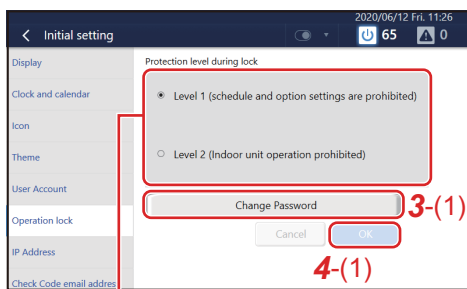 2020/06/12 Fri. 11:26
Initial setting
65
0
Display
Protection level during lock
Clock and calendar
Level 1 (schedule and option settings are prohibited)
Icon
Theme
Level 2 (Indoor unit operation prohibited)
User Account
Change Password
3-(1)
Operation lock
Cancel
OK
IP Address
4-(1)
Check Code email addres